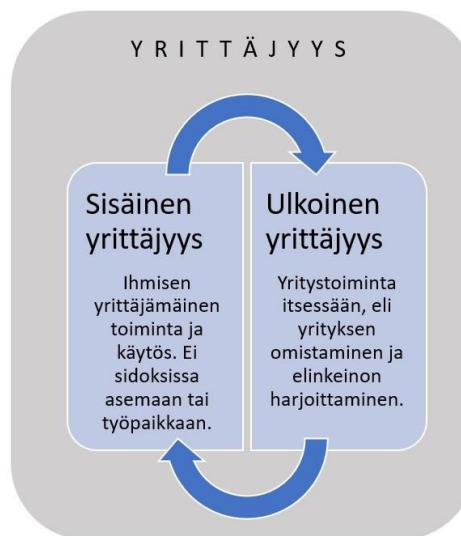 YRITTÄJYYS
Sisäinen
yrittäjyys
Ihmisen
yrittäjämäinen
toiminta ja
käytös. Ei
sidoksissa
asemaan tai
työpaikkaan.
Ulkoinen
yrittäjyys
Yritystoiminta
itsessään, eli
yrityksen
omistaminen ja
elinkeinon
harjoittaminen.